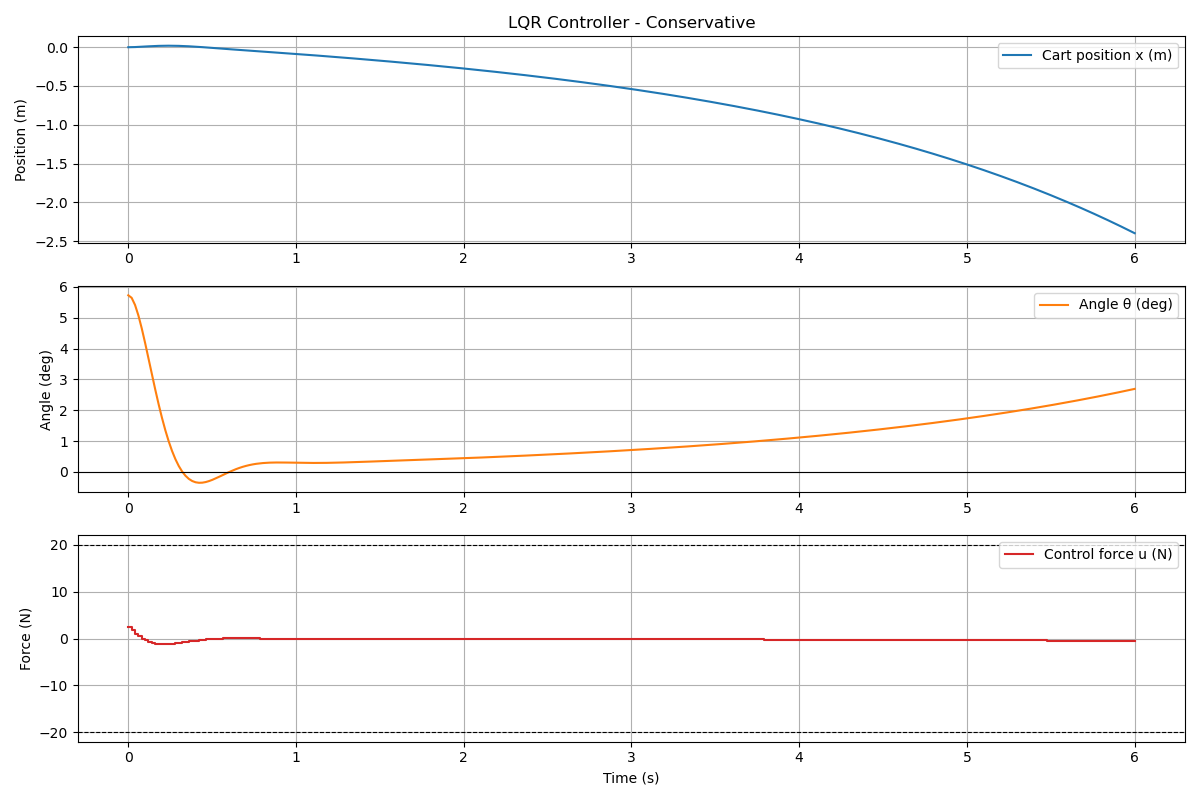 LQR Controller - Conservative
Cart position x (m)
Position (m)
0.0
−0.5
−1.0
−1.5
−2.0
−2.5
0 1 2 3 4 5 6
Angle θ (deg)
Angle (deg)
6
5
4
3
2
1
0
0 1 2 3 4 5 6
Control force u (N)
Force (N)
20
10
0
−10
−20
0 1 2 3 4 5 6
Time (s)